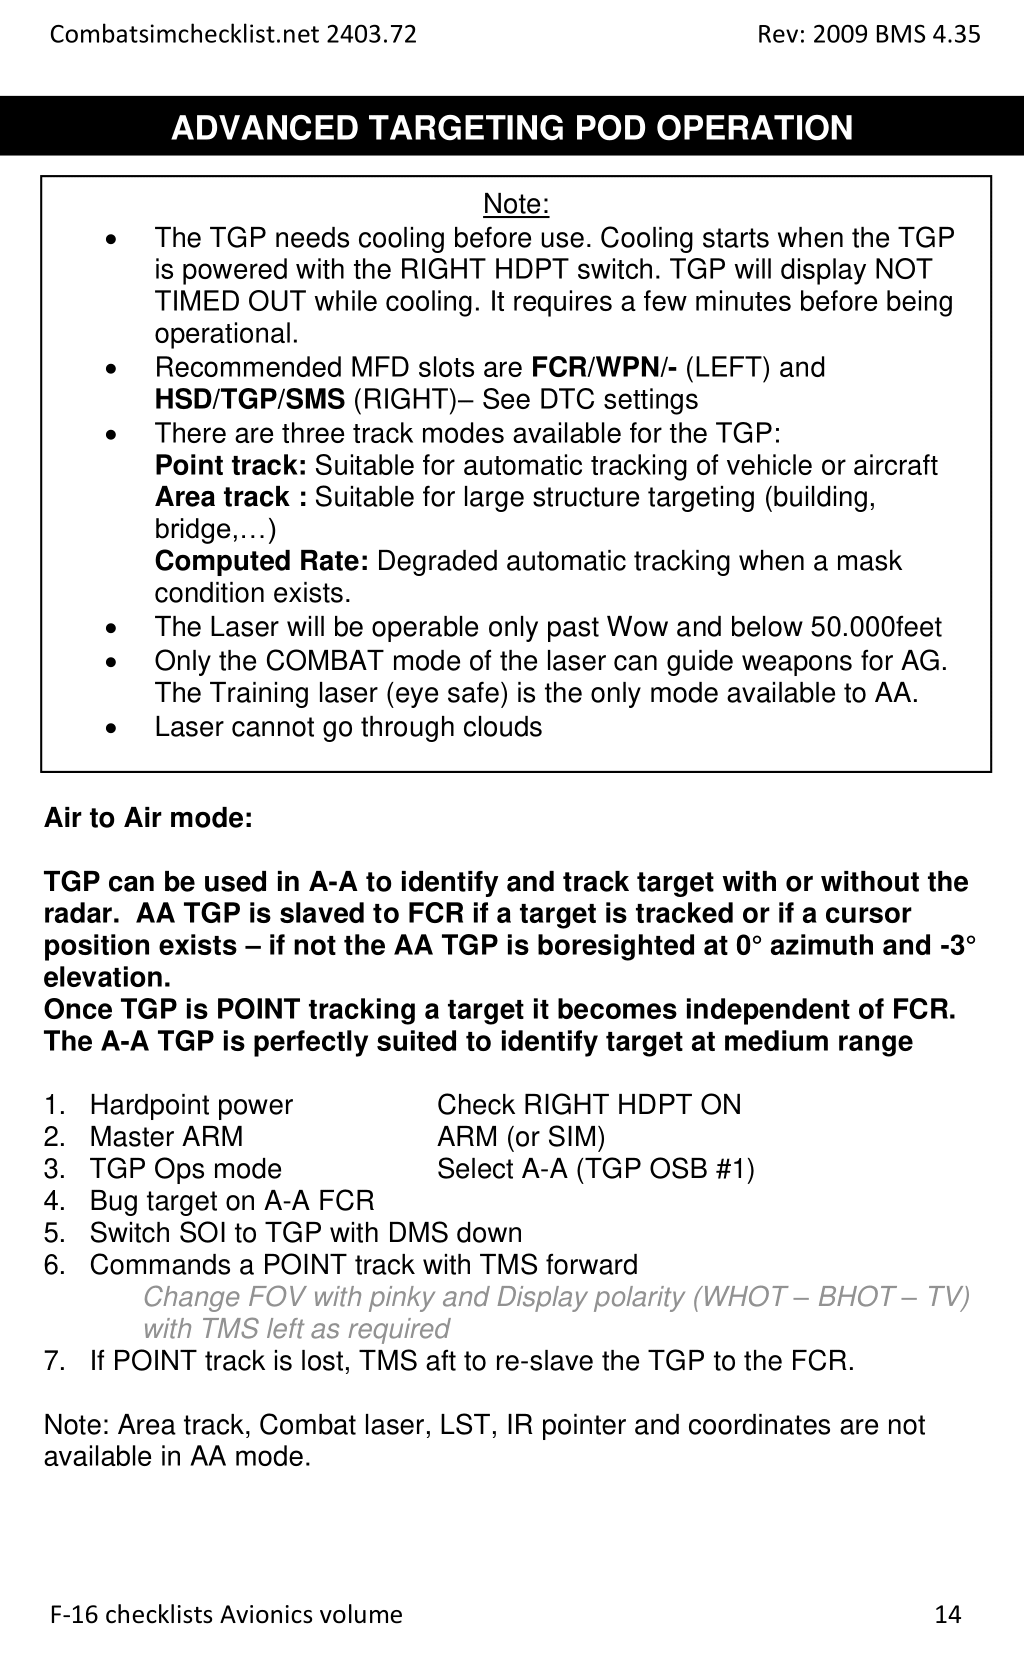 Combatsimchecklist.net 2403.72 Rev: 2009 BMS 4.35
ADVANCED TARGETING POD OPERATION
Note:
• The TGP needs cooling before use. Cooling starts when the TGP
is powered with the RIGHT HDPT switch. TGP will display NOT
TIMED OUT while cooling. It requires a few minutes before being
operational.
• Recommended MFD slots are FCR/WPN/- (LEFT) and
HSD/TGP/SMS (RIGHT)– See DTC settings
• There are three track modes available for the TGP:
Point track: Suitable for automatic tracking of vehicle or aircraft
Area track : Suitable for large structure targeting (building,
bridge,…)
Computed Rate: Degraded automatic tracking when a mask
condition exists.
• The Laser will be operable only past Wow and below 50.000feet
• Only the COMBAT mode of the laser can guide weapons for AG.
The Training laser (eye safe) is the only mode available to AA.
• Laser cannot go through clouds
Air to Air mode:
TGP can be used in A-A to identify and track target with or without the
radar.  AA TGP is slaved to FCR if a target is tracked or if a cursor
position exists – if not the AA TGP is boresighted at 0° azimuth and -3°
elevation.
Once TGP is POINT tracking a target it becomes independent of FCR.
The A-A TGP is perfectly suited to identify target at medium range
1. Hardpoint power Check RIGHT HDPT ON
2. Master ARM ARM (or SIM)
3. TGP Ops mode Select A-A (TGP OSB #1)
4. Bug target on A-A FCR
5. Switch SOI to TGP with DMS down
6. Commands a POINT track with TMS forward
Change FOV with pinky and Display polarity (WHOT – BHOT – TV)
with TMS left as required
7. If POINT track is lost, TMS aft to re-slave the TGP to the FCR.
Note: Area track, Combat laser, LST, IR pointer and coordinates are not
available in AA mode.
F-16 checklists Avionics volume 14